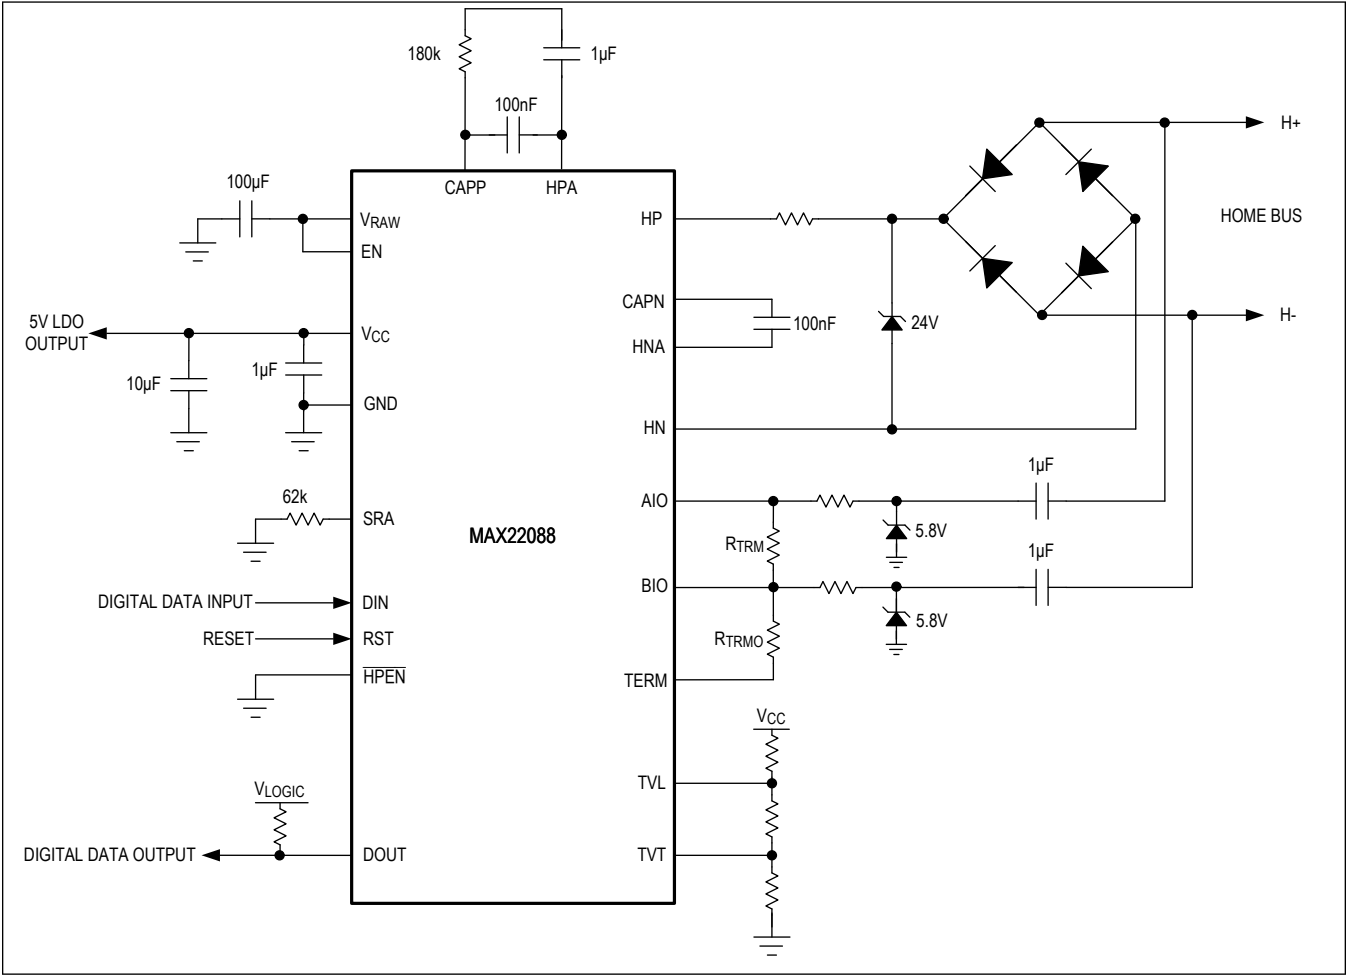 180k
1µF
100nF
CAPP
HPA
H+
100µF
VRAW
HP
HOME BUS
EN
CAPN
5V LDO
OUTPUT
VCC
100nF
24V
H-
HNA
1µF
10µF
GND
HN
1µF
62k
AIO
SRA
MAX22088
RTRM
5.8V
1µF
BIO
DIGITAL DATA INPUT
DIN
5.8V
RESET
RST
RTRMO
HPEN
TERM
VCC
VLOGIC
TVL
DIGITAL DATA OUTPUT
DOUT
TVT